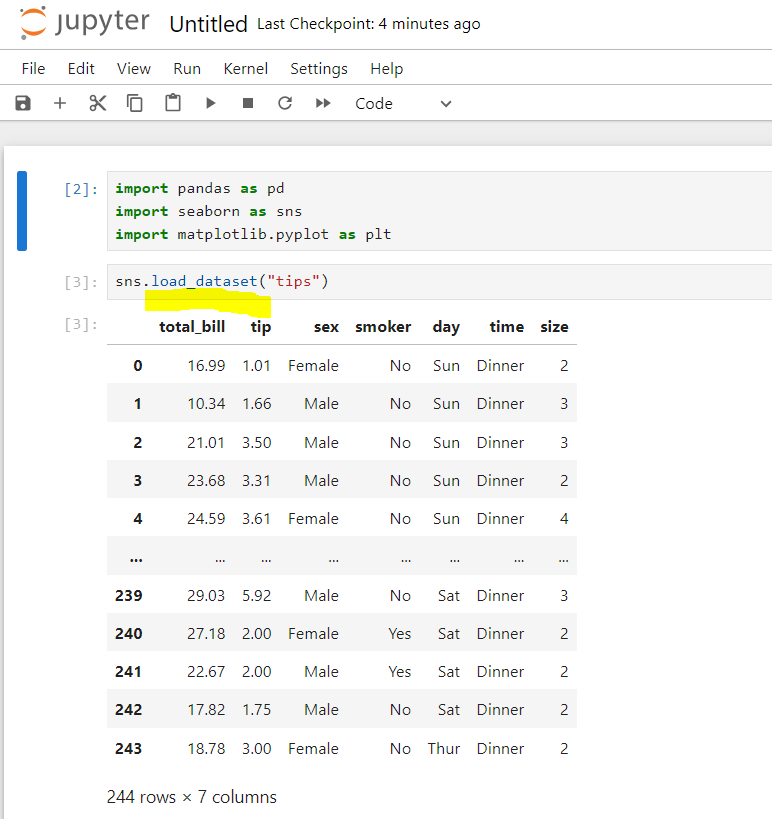 jupyter Untitled Last Checkpoint: 4 minutes ago
File Edit View Run Kernel Settings Help
Code
[2]: import pandas as pd
import seaborn as sns
import matplotlib.pyplot as plt
[3]: sns.load_dataset("tips")
[3]:
total_bill tip sex smoker day time size
0 16.99 1.01 Female No Sun Dinner 2
1 10.34 1.66 Male No Sun Dinner 3
2 21.01 3.50 Male No Sun Dinner 3
3 23.68 3.31 Male No Sun Dinner 2
4 24.59 3.61 Female No Sun Dinner 4
... ... ... ... ... ... ... ...
239 29.03 5.92 Male No Sat Dinner 3
240 27.18 2.00 Female Yes Sat Dinner 2
241 22.67 2.00 Male Yes Sat Dinner 2
242 17.82 1.75 Male No Sat Dinner 2
243 18.78 3.00 Female No Thur Dinner 2
244 rows × 7 columns